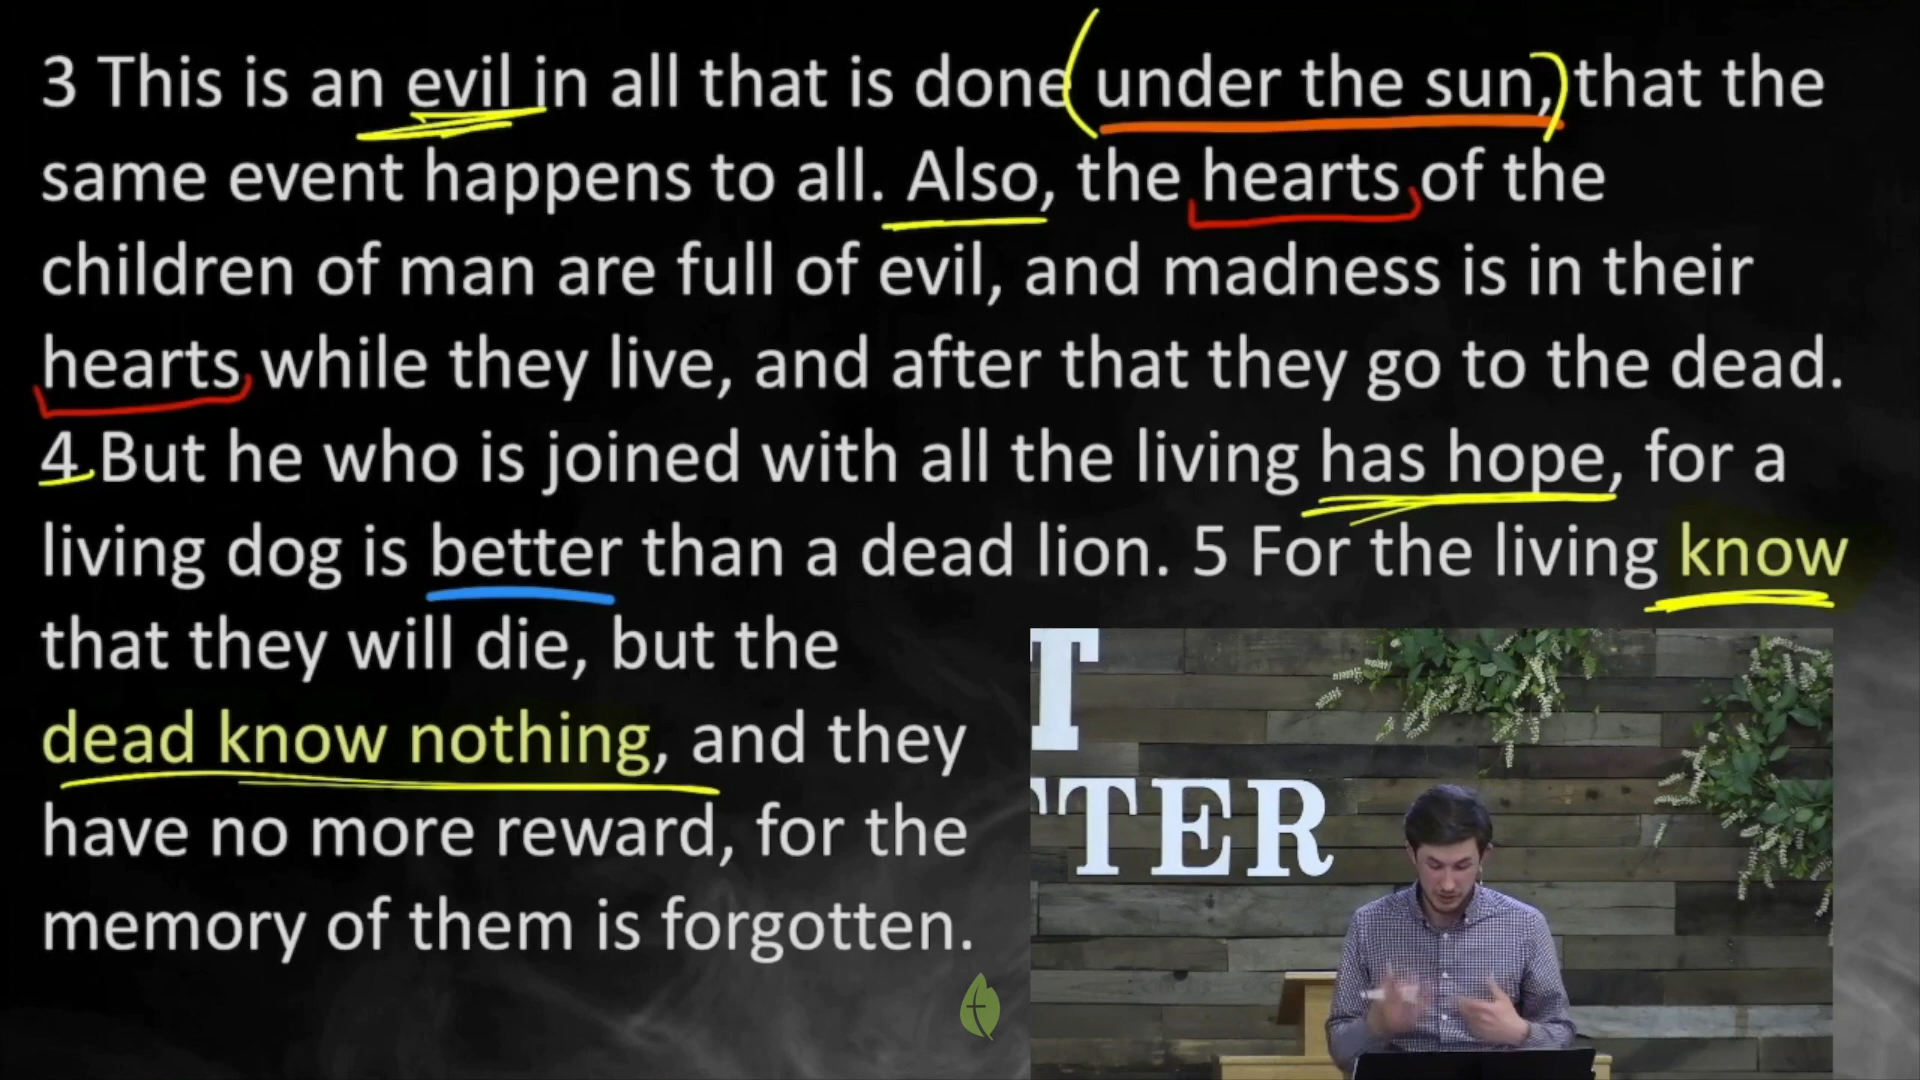 3 This is an evil in all that is done under the sun, that the
same event happens to all. Also, the hearts of the
children of man are full of evil, and madness is in their
hearts while they live, and after that they go to the dead.
4 But he who is joined with all the living has hope, for a
living dog is better than a dead lion. 5 For the living know
that they will die, but the
dead know nothing, and they
have no more reward, for the
memory of them is forgotten.
T
TTER